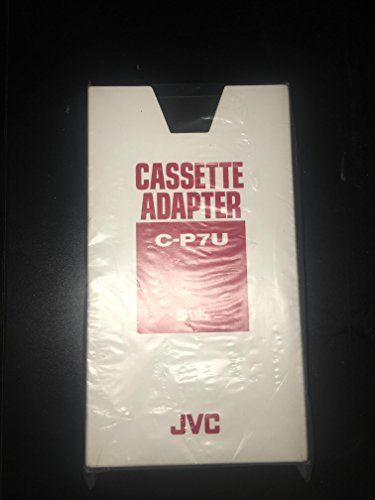 CASSETTE
ADAPTER
C-P7U
S VHS
JVC